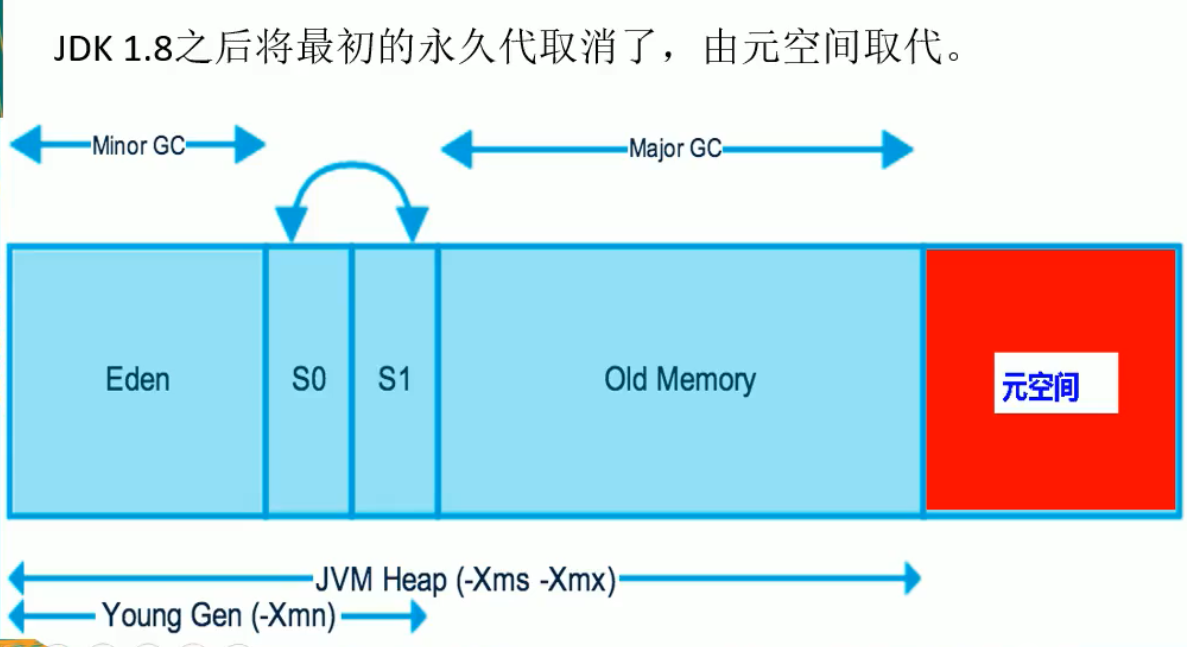 JDK 1.8之后将最初的永久代取消了，由元空间取代。
Minor GC
Major GC
Eden
S0
S1
Old Memory
元空间
JVM Heap (-Xms -Xmx)
Young Gen (-Xmn)